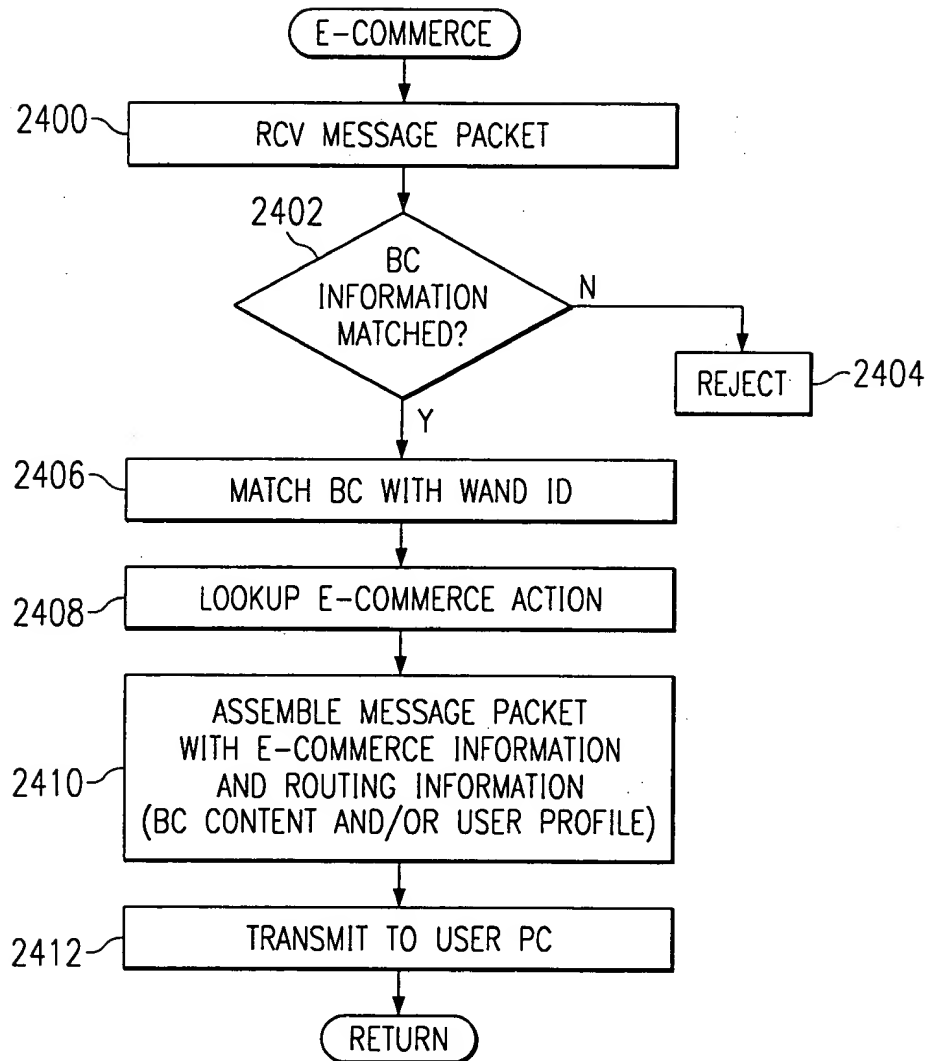 E-COMMERCE
2400
RCV MESSAGE PACKET
2402
BC
INFORMATION
MATCHED?
N
REJECT
2404
Y
2406
MATCH BC WITH WAND ID
2408
LOOKUP E-COMMERCE ACTION
2410
ASSEMBLE MESSAGE PACKET
WITH E-COMMERCE INFORMATION
AND ROUTING INFORMATION
(BC CONTENT AND/OR USER PROFILE)
2412
TRANSMIT TO USER PC
RETURN